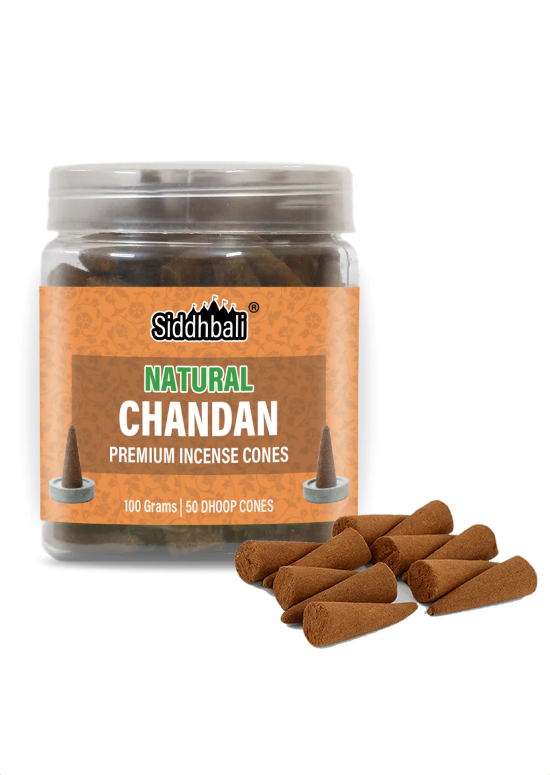 Siddhbali®
NATURAL
CHANDAN
PREMIUM INCENSE CONES
100 Grams | 50 DHOOP CONES